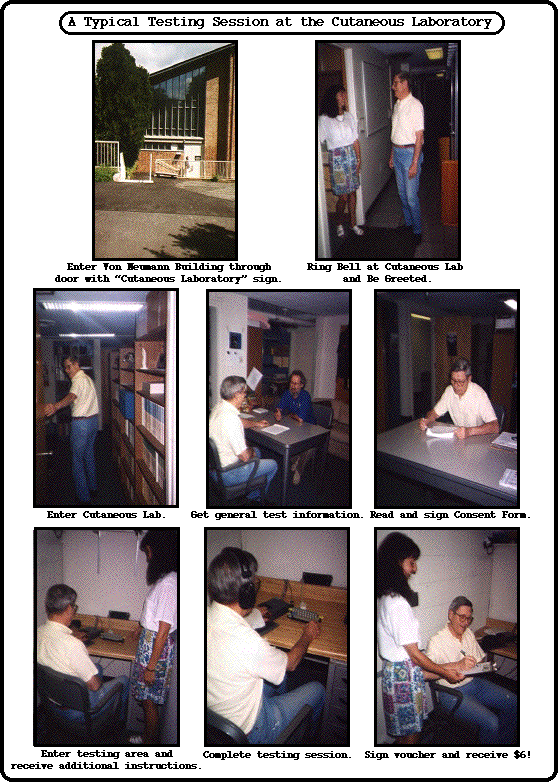 A Typical Testing Session at the Cutaneous Laboratory
Enter Von Neumann Building through
door with “Cutaneous Laboratory” sign.
Ring Bell at Cutaneous Lab
and Be Greeted.
Enter Cutaneous Lab.
Get general test information.
Read and sign Consent Form.
Enter testing area and
receive additional instructions.
Complete testing session.
Sign voucher and receive $6!